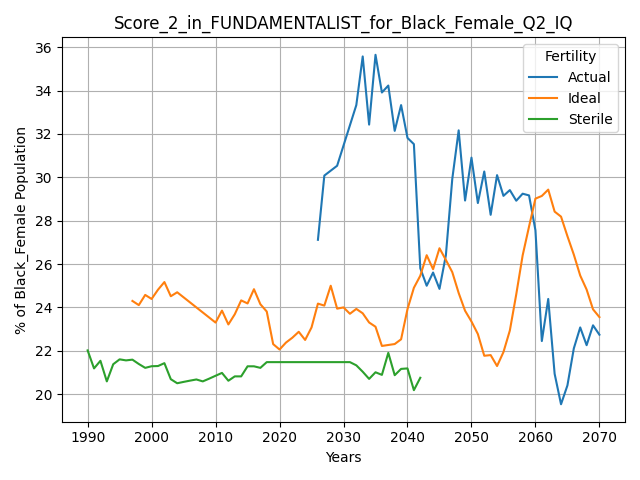 Score_2_in_FUNDAMENTALIST_for_Black_Female_Q2_IQ
Fertility
Actual
Ideal
Sterile
% of Black_Female Population
36
34
32
30
28
26
24
22
20
1990 2000 2010 2020 2030 2040 2050 2060 2070
Years